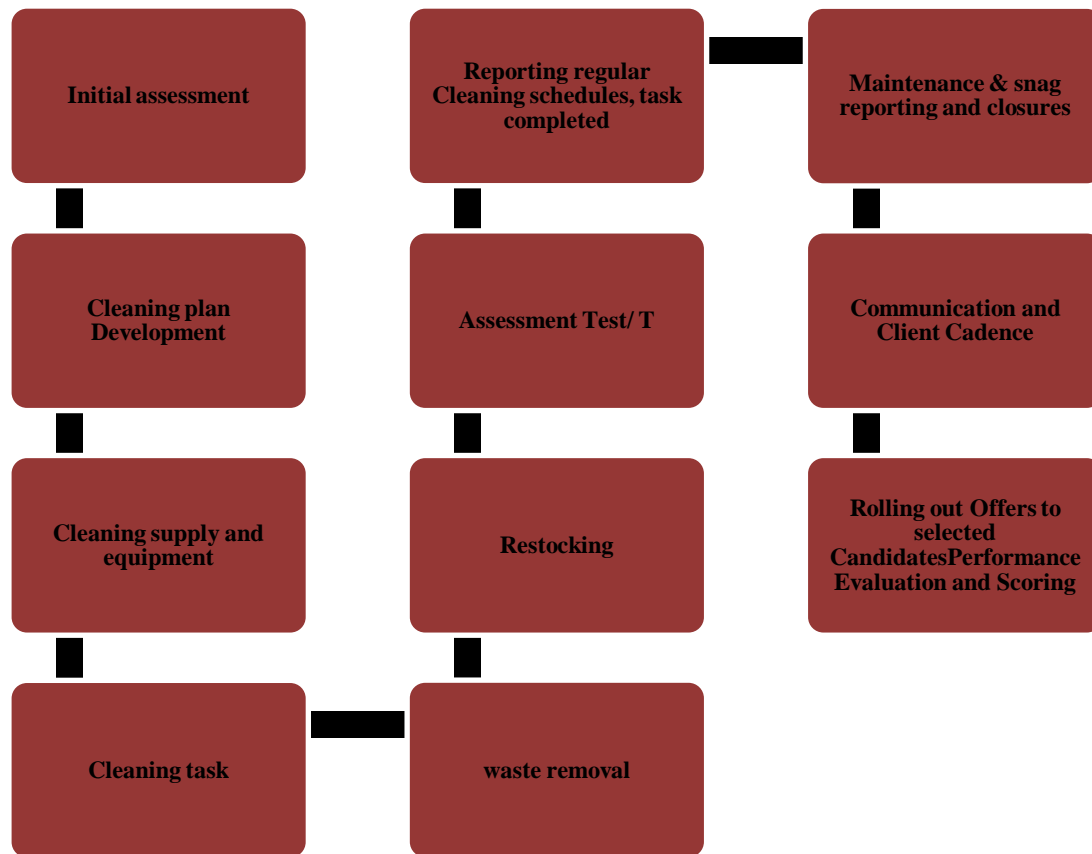 Initial assessment
Cleaning plan
Development
Cleaning supply and
equipment
Cleaning task
waste removal
Restocking
Assessment Test/ T
Reporting regular
Cleaning schedules, task
completed
Maintenance & snag
reporting and closures
Communication and
Client Cadence
Rolling out Offers to
selected
CandidatesPerformance
Evaluation and Scoring